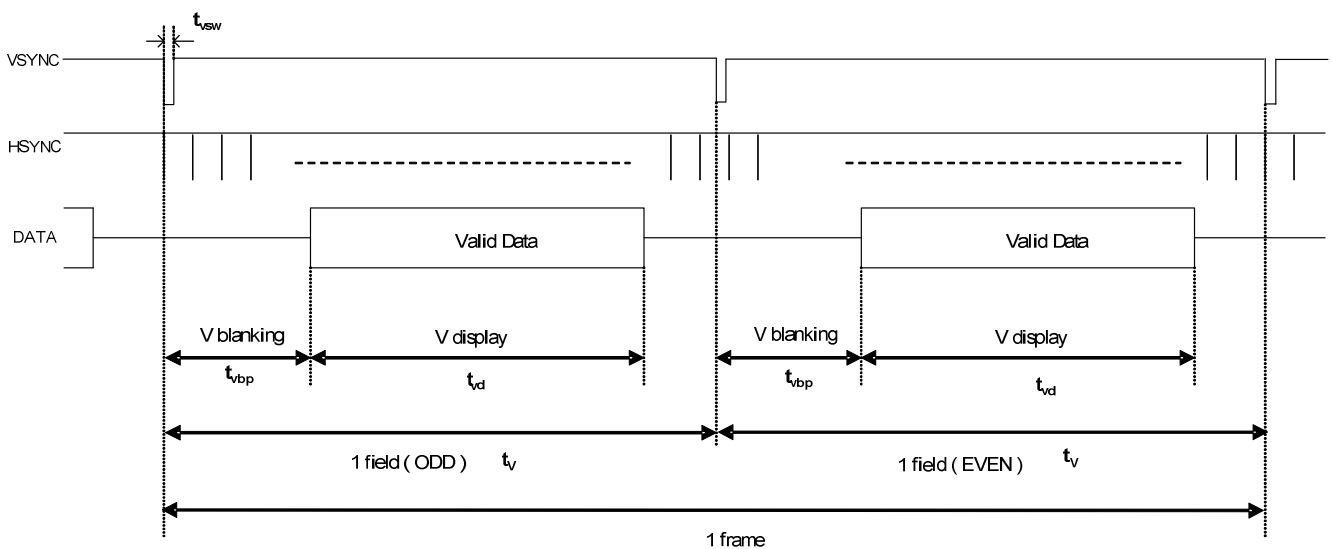 tvsw
VSYNC
HSYNC
DATA
Valid Data
Valid Data
V blanking
V display
V blanking
V display
tvbp
tvd
tvbp
tvd
1 field ( ODD ) tV
1 field ( EVEN ) tV
1 frame